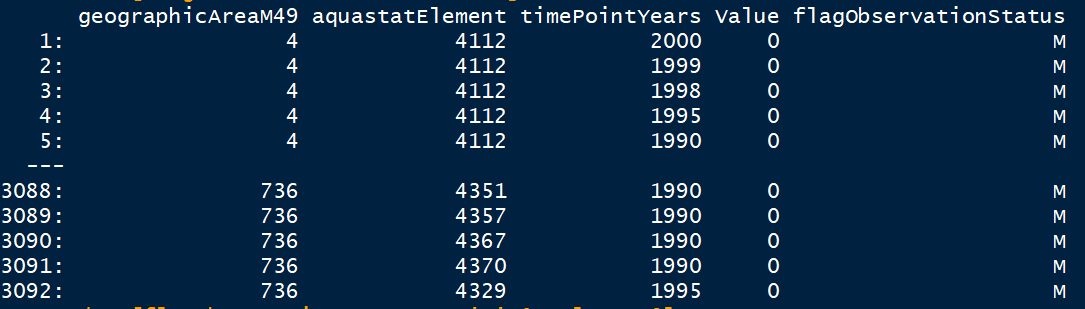 geographicAreaM49 aquastatElement timePointYears Value flagObservationStatus
1: 4 4112 2000 0 M
2: 4 4112 1999 0 M
3: 4 4112 1998 0 M
4: 4 4112 1995 0 M
5: 4 4112 1990 0 M
---
3088: 736 4351 1990 0 M
3089: 736 4357 1990 0 M
3090: 736 4367 1990 0 M
3091: 736 4370 1990 0 M
3092: 736 4329 1995 0 M